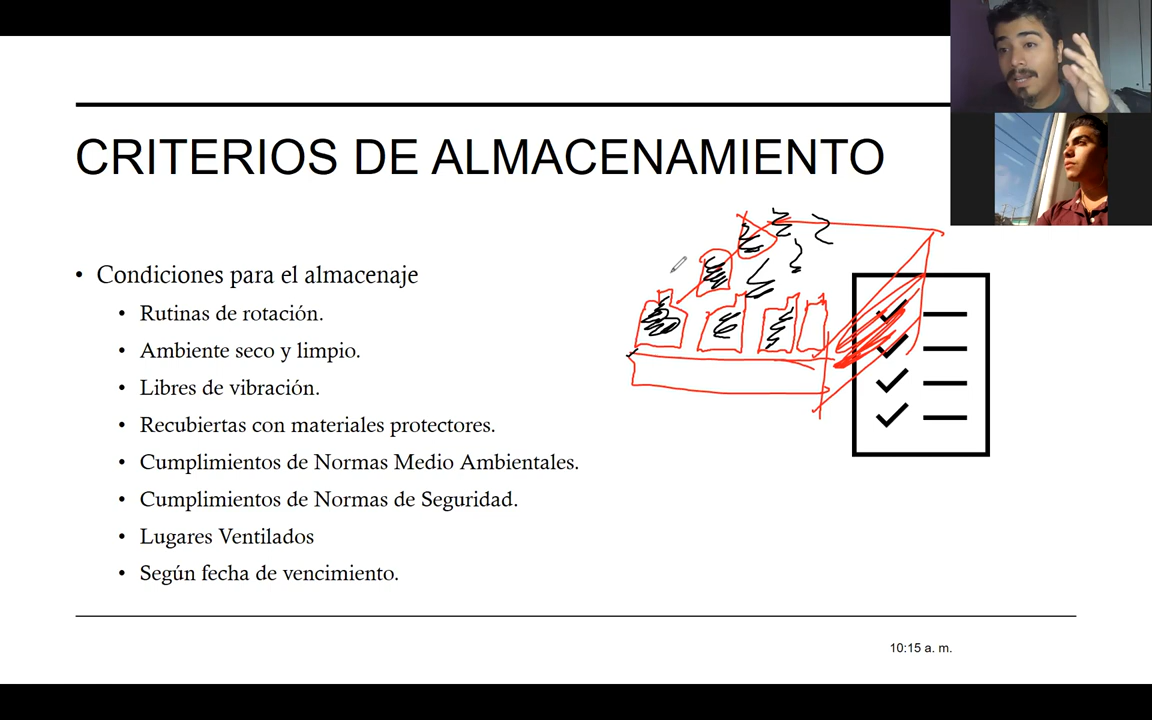 CRITERIOS DE ALMACENAMIENTO
• Condiciones para el almacenaje
• Rutinas de rotación.
• Ambiente seco y limpio.
• Libres de vibración.
• Recubiertas con materiales protectores.
• Cumplimientos de Normas Medio Ambientales.
• Cumplimientos de Normas de Seguridad.
• Lugares Ventilados
• Según fecha de vencimiento.
10:15 a. m.